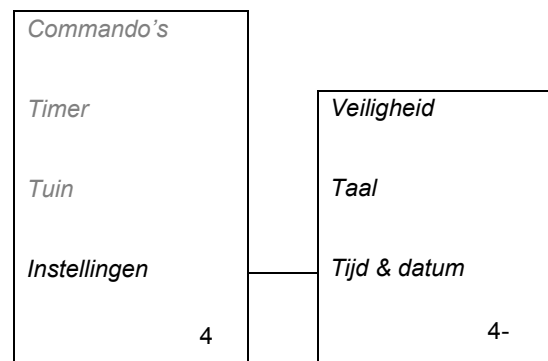 Commando’s
Timer
Tuin
Instellingen
4
Veiligheid
Taal
Tijd & datum
4-